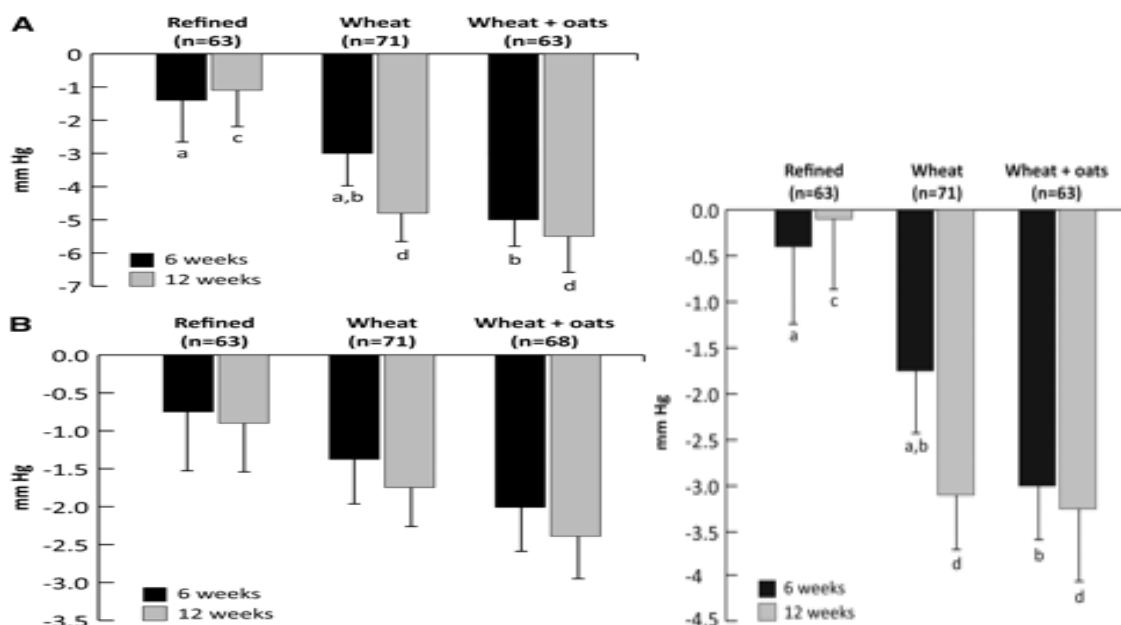 A
Refined Wheat Wheat + oats
(n=63) (n=71) (n=63)
0
-1
-2
-3
-4
-5
-6
-7
mm Hg
a c a,b d b d
6 weeks
12 weeks
B
Refined Wheat Wheat + oats
(n=63) (n=71) (n=68)
0.0
-0.5
-1.0
-1.5
-2.0
-2.5
-3.0
-3.5
mm Hg
6 weeks
12 weeks
Refined Wheat Wheat + oats
(n=63) (n=71) (n=63)
0.0
-0.5
-1.0
-1.5
-2.0
-2.5
-3.0
-3.5
-4
-4.5
mm Hg
a c a,b d b d
6 weeks
12 weeks